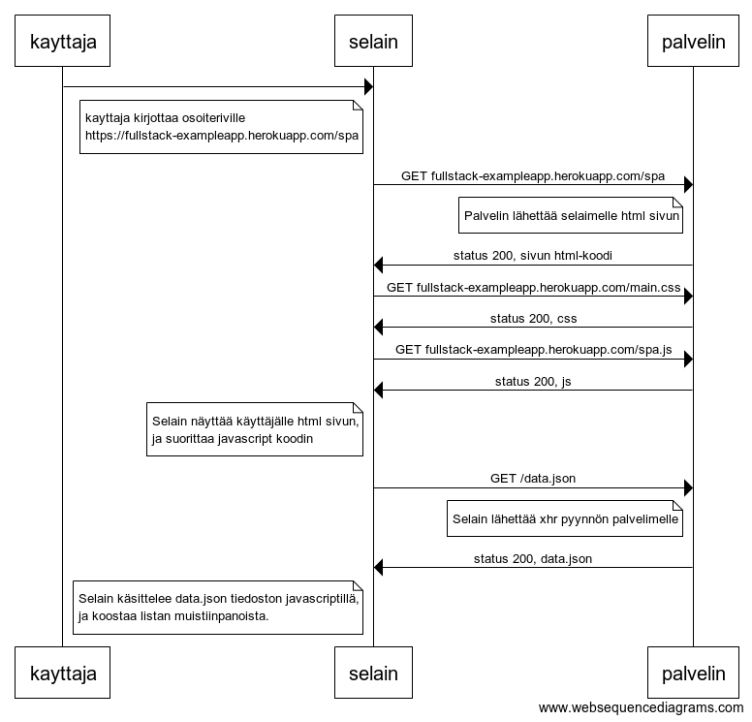 kayttaja selain palvelin
kayttaja kirjottaa osoiteriville
https://fullstack-exampleapp.herokuapp.com/spa
GET fullstack-exampleapp.herokuapp.com/spa
Palvelin lähettää selaimelle html sivun
status 200, sivun html-koodi
GET fullstack-exampleapp.herokuapp.com/main.css
status 200, css
GET fullstack-exampleapp.herokuapp.com/spa.js
status 200, js
Selain näyttää käyttäjälle html sivun,
ja suorittaa javascript koodin
GET /data.json
Selain lähettää xhr pyynnön palvelimelle
status 200, data.json
Selain käsittelee data.json tiedoston javascriptillä,
ja koostaa listan muistiinpanoista.
kayttaja selain palvelin
www.websequencediagrams.com